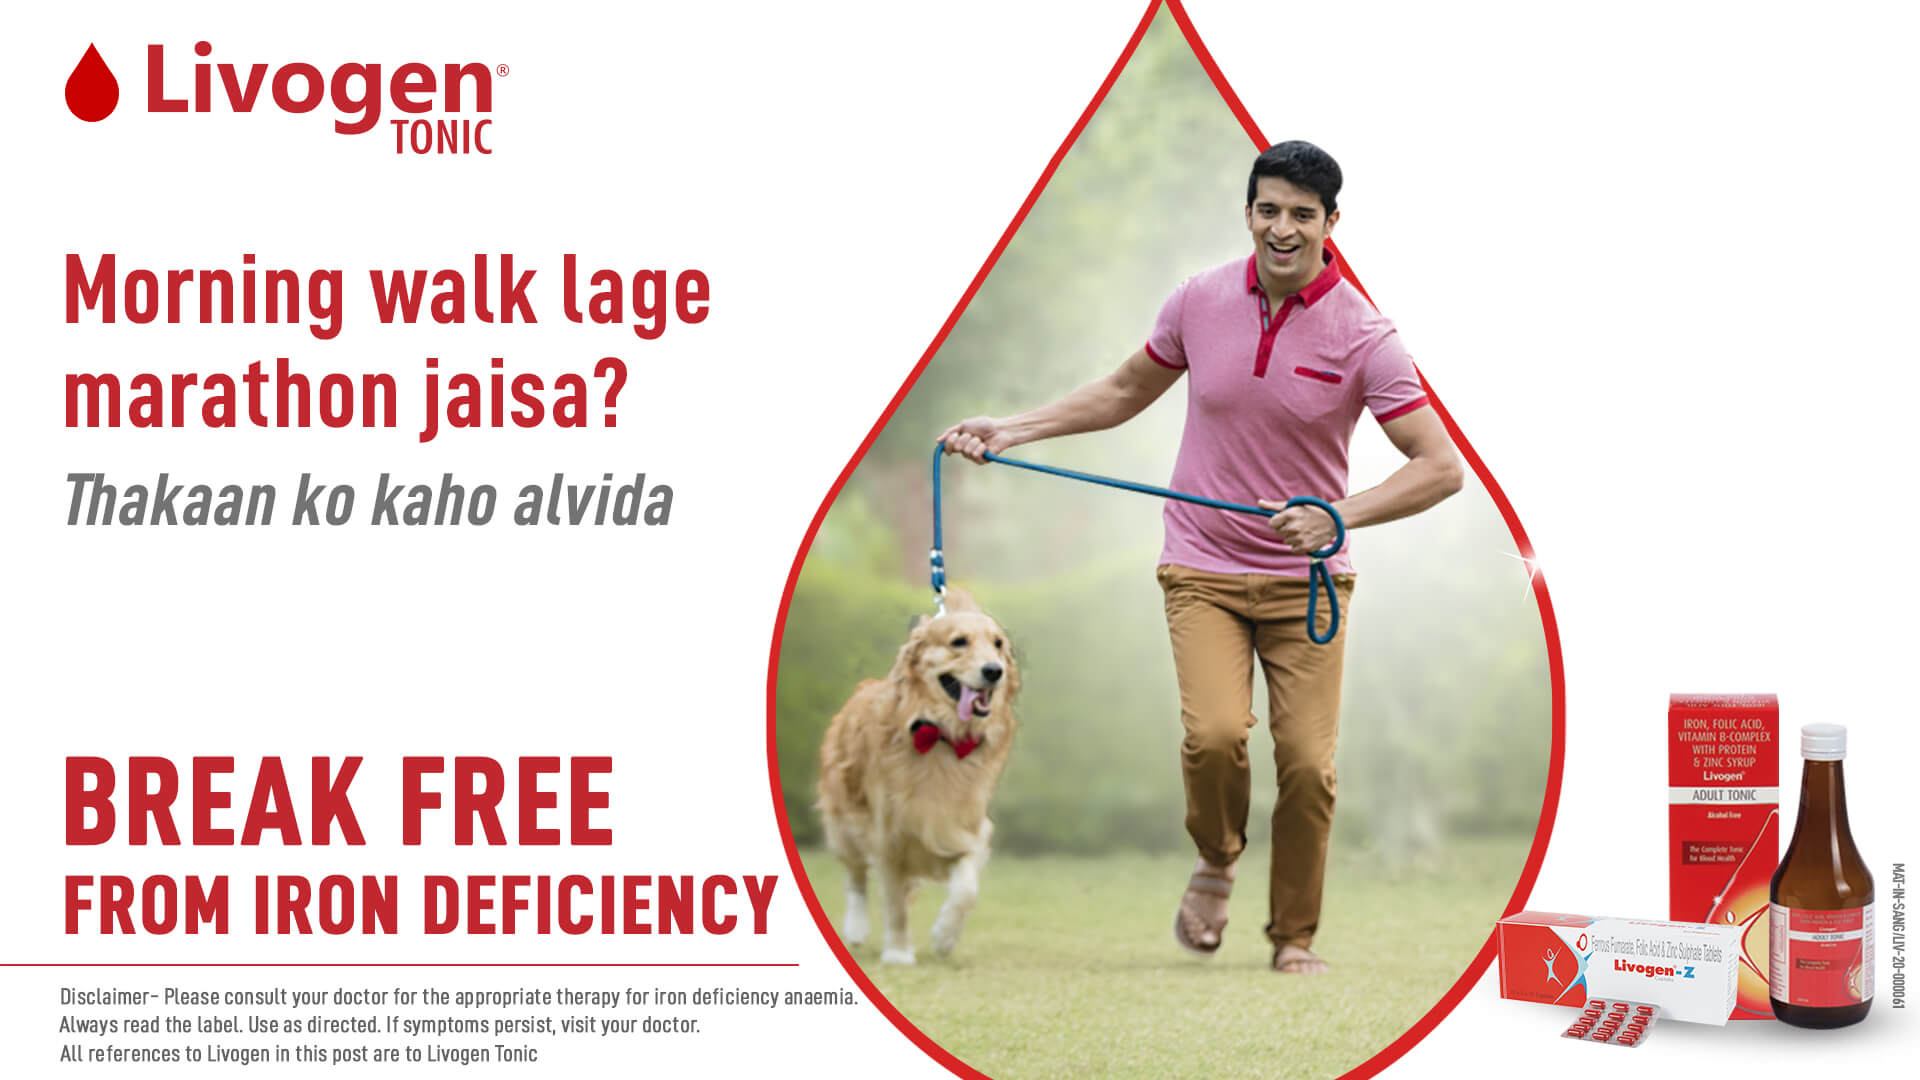 Livogen®
TONIC
Morning walk lage
marathon jaisa?
Thakaan ko kaho alvida
BREAK FREE
FROM IRON DEFICIENCY
Disclaimer- Please consult your doctor for the appropriate therapy for iron deficiency anaemia.
Always read the label. Use as directed. If symptoms persist, visit your doctor.
All references to Livogen in this post are to Livogen Tonic
IRON, FOLIC ACID,
VITAMIN B-COMPLEX
WITH PROTEIN
& ZINC SYRUP
Livogen®
ADULT TONIC
Alcohol Free
The Complete Tonic
for Blood Health
Ferrous Fumarate, Folic Acid & Zinc Sulphate Tablets
Livogen®-Z
Captabs
Livogen
ADULT TONIC
MAT-IN-SANG/LIV-20-000061